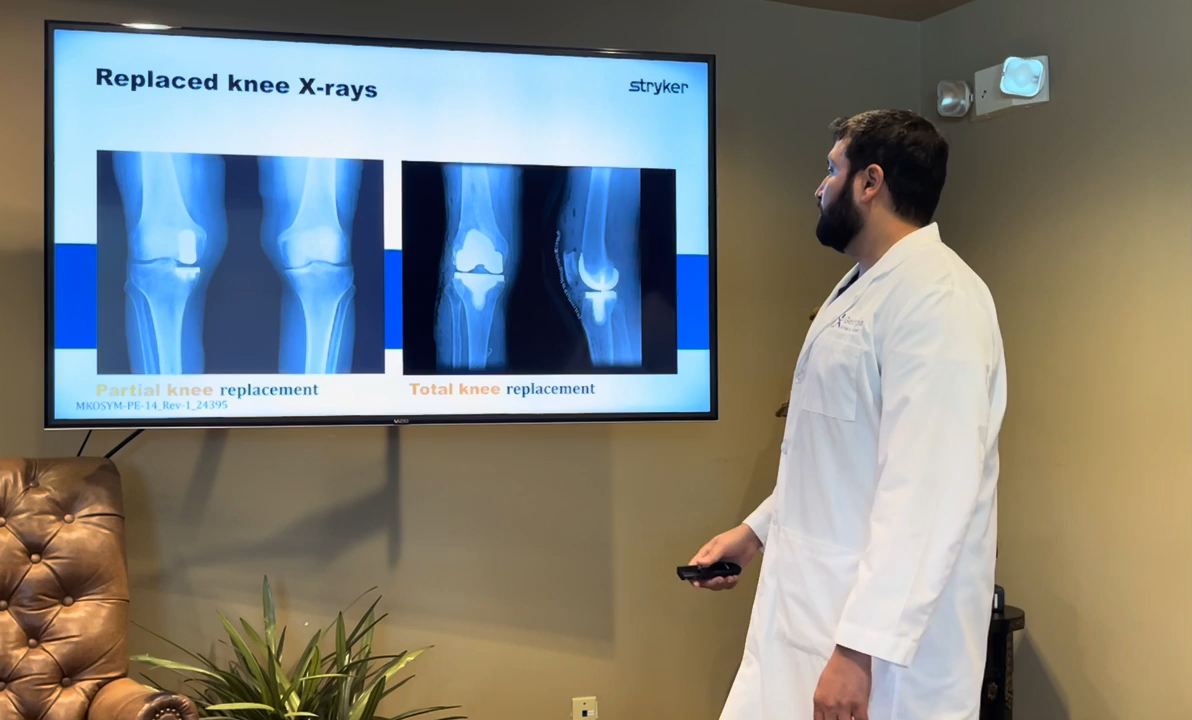 Replaced knee X-rays
stryker
Partial knee replacement
Total knee replacement
MKOSYM-PE-14_Rev-1_24395
VIZIO